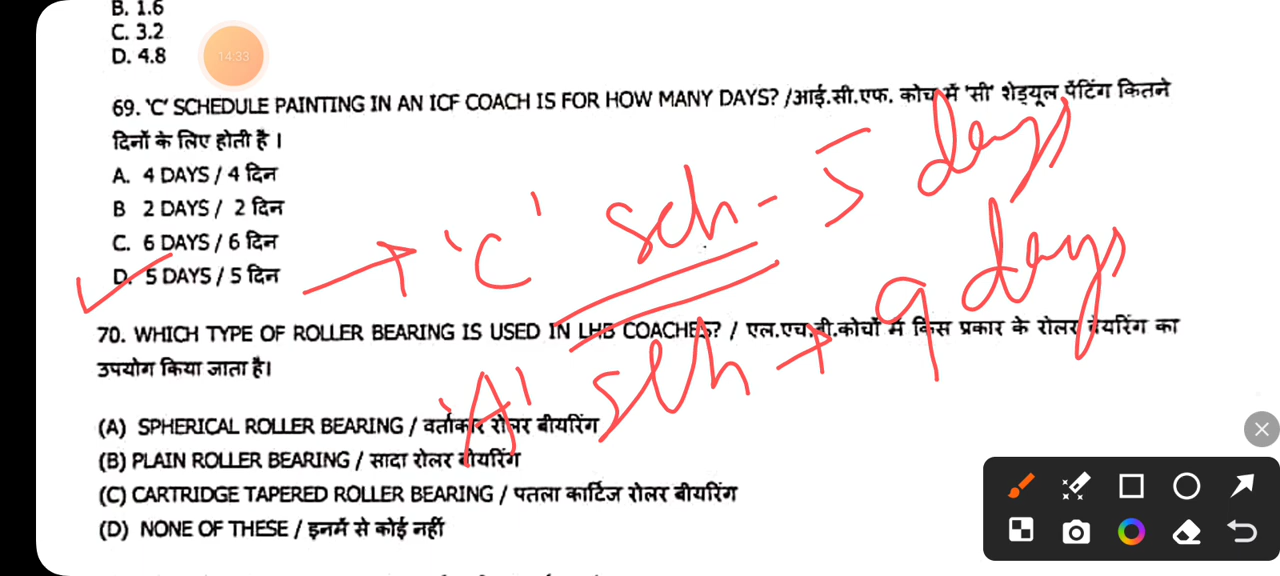 B. 1.6
C. 3.2
D. 4.8
14:33
69. 'C' SCHEDULE PAINTING IN AN ICF COACH IS FOR HOW MANY DAYS? /आई.सी.एफ. कोच में 'सी' शेड्यूल पेंटिंग कितने
दिनों के लिए होती है ।
A. 4 DAYS / 4 दिन
B 2 DAYS / 2 दिन
C. 6 DAYS / 6 दिन
D. 5 DAYS / 5 दिन
→ 'C' sch - 5 days
'A' sch → 9 days
70. WHICH TYPE OF ROLLER BEARING IS USED IN LHB COACHES? / एल.एच.बी.कोचों में किस प्रकार के रोलर बेयरिंग का
उपयोग किया जाता है।
(A) SPHERICAL ROLLER BEARING / वर्ताकार रोलर बीयरिंग
(B) PLAIN ROLLER BEARING / सादा रोलर बीयरिंग
(C) CARTRIDGE TAPERED ROLLER BEARING / पतला कार्टिज रोलर बीयरिंग
(D) NONE OF THESE / इनमें से कोई नहीं